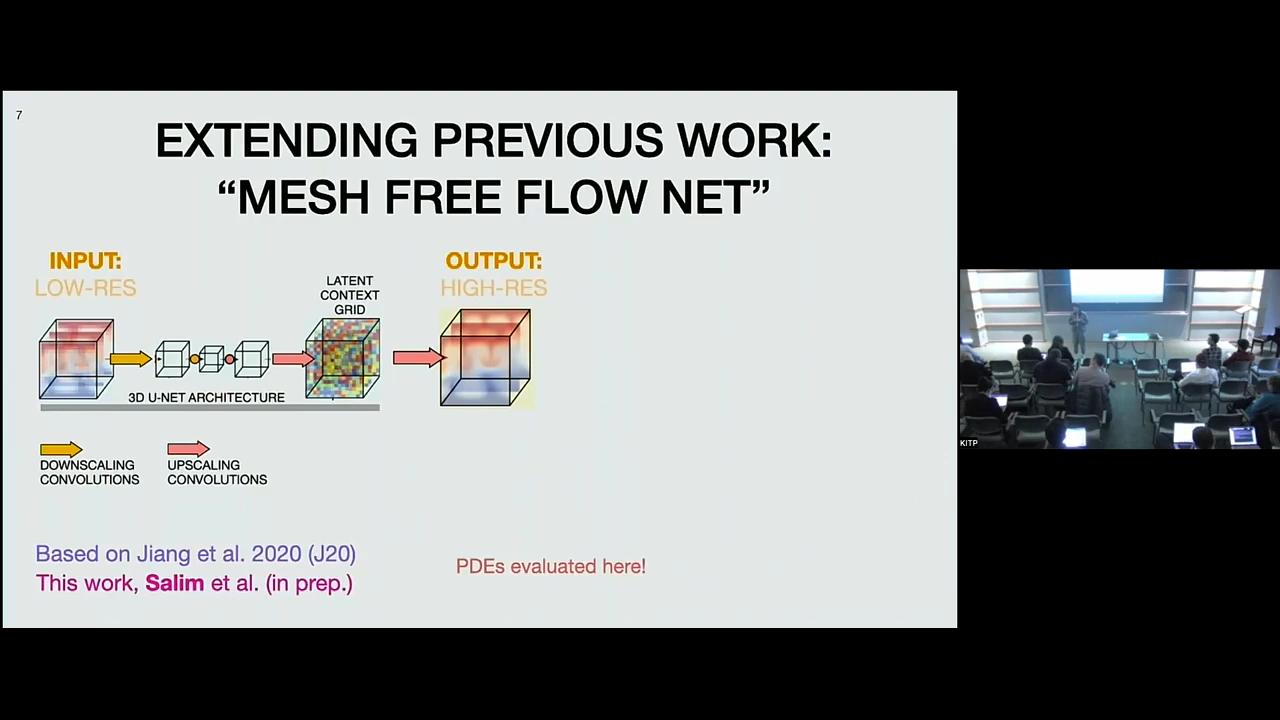 7
EXTENDING PREVIOUS WORK:
“MESH FREE FLOW NET”
INPUT:
LOW-RES
OUTPUT:
HIGH-RES
LATENT
CONTEXT
GRID
3D U-NET ARCHITECTURE
DOWNSCALING
CONVOLUTIONS
UPSCALING
CONVOLUTIONS
Based on Jiang et al. 2020 (J20)
This work, Salim et al. (in prep.)
PDEs evaluated here!
KITP